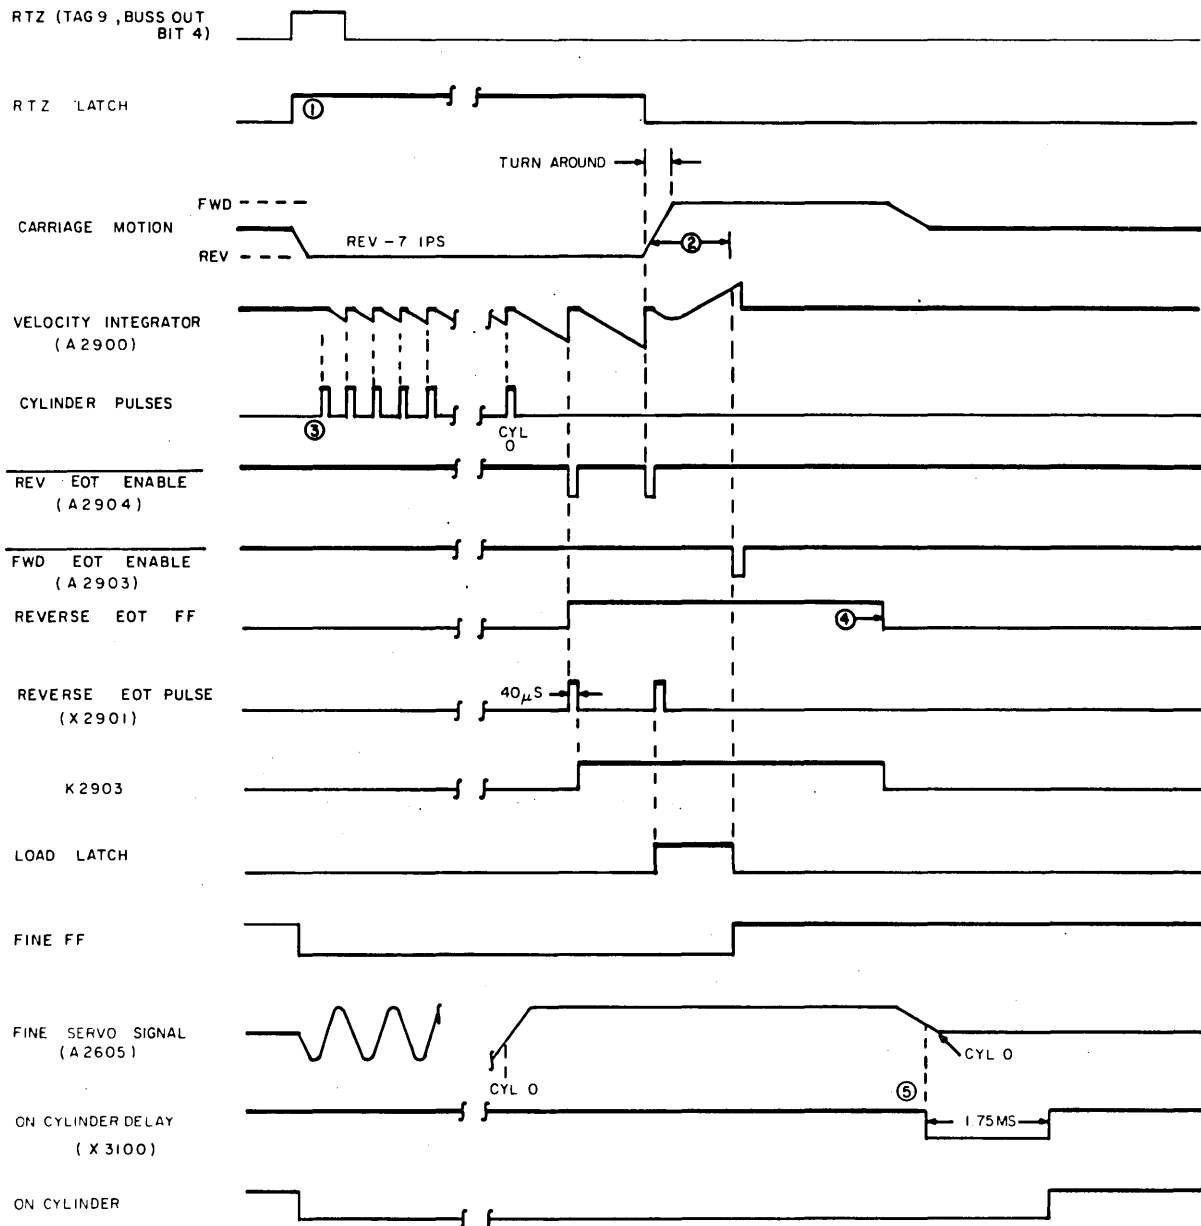 RTZ (TAG 9, BUSS OUT
BIT 4)
RTZ LATCH
①
TURN AROUND
FWD
CARRIAGE MOTION
REV
REV - 7 IPS
②
VELOCITY INTEGRATOR
(A2900)
CYLINDER PULSES
③
CYL
0
REV EOT ENABLE
(A2904)
FWD EOT ENABLE
(A2903)
REVERSE EOT FF
④
REVERSE EOT PULSE
(X2901)
40μS
K2903
LOAD LATCH
FINE FF
FINE SERVO SIGNAL
(A2605)
CYL 0
CYL 0
⑤
ON CYLINDER DELAY
(X3100)
1.75MS
ON CYLINDER